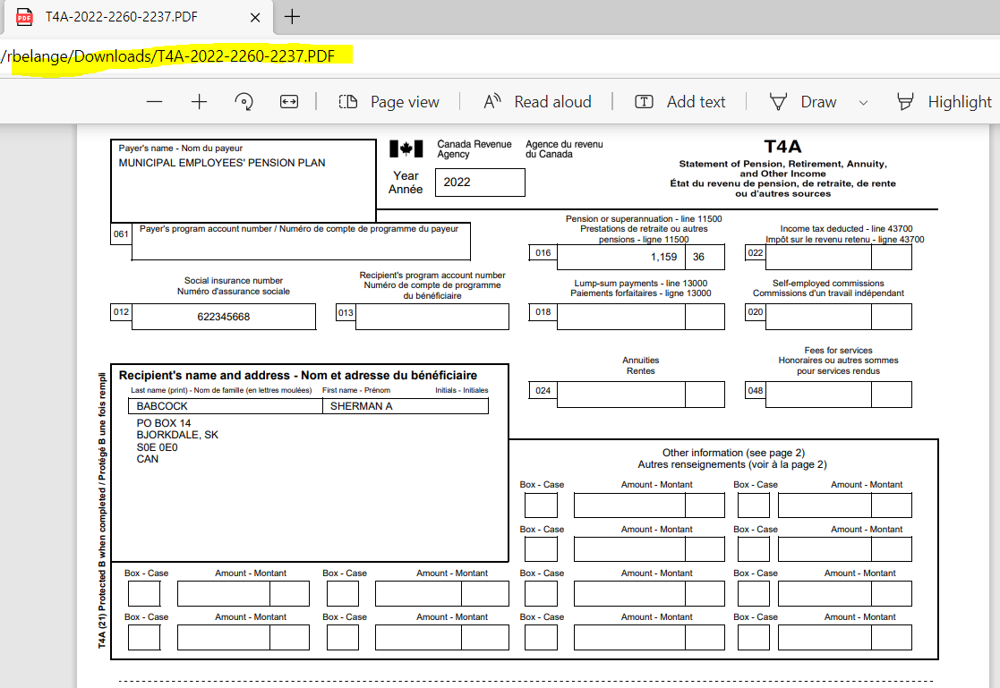 T4A-2022-2260-2237.PDF
/rbelange/Downloads/T4A-2022-2260-2237.PDF
Page view
Read aloud
Add text
Draw
Highlight
Payer's name - Nom du payeur
MUNICIPAL EMPLOYEES' PENSION PLAN
Canada Revenue Agency
Agence du revenu du Canada
Year
Année
2022
T4A
Statement of Pension, Retirement, Annuity,
and Other Income
État du revenu de pension, de retraite, de rente
ou d'autres sources
061
Payer's program account number / Numéro de compte de programme du payeur
Pension or superannuation - line 11500
Prestations de retraite ou autres
pensions - ligne 11500
016
1,159 36
Income tax deducted - line 43700
Impôt sur le revenu retenu - ligne 43700
022
Social insurance number
Numéro d'assurance sociale
012
622345668
Recipient's program account number
Numéro de compte de programme
du bénéficiaire
013
Lump-sum payments - line 13000
Paiements forfaitaires - ligne 13000
018
Self-employed commissions
Commissions d'un travail indépendant
020
Annuities
Rentes
024
Fees for services
Honoraires ou autres sommes
pour services rendus
048
Recipient's name and address - Nom et adresse du bénéficiaire
Last name (print) - Nom de famille (en lettres moulées) First name - Prénom Initials - Initiales
BABCOCK SHERMAN A
PO BOX 14
BJORKDALE, SK
S0E 0E0
CAN
Other information (see page 2)
Autres renseignements (voir à la page 2)
Box - Case Amount - Montant Box - Case Amount - Montant
Box - Case Amount - Montant Box - Case Amount - Montant
Box - Case Amount - Montant Box - Case Amount - Montant Box - Case Amount - Montant Box - Case Amount - Montant
Box - Case Amount - Montant Box - Case Amount - Montant Box - Case Amount - Montant Box - Case Amount - Montant
T4A (21) Protected B when completed / Protégé B une fois rempli